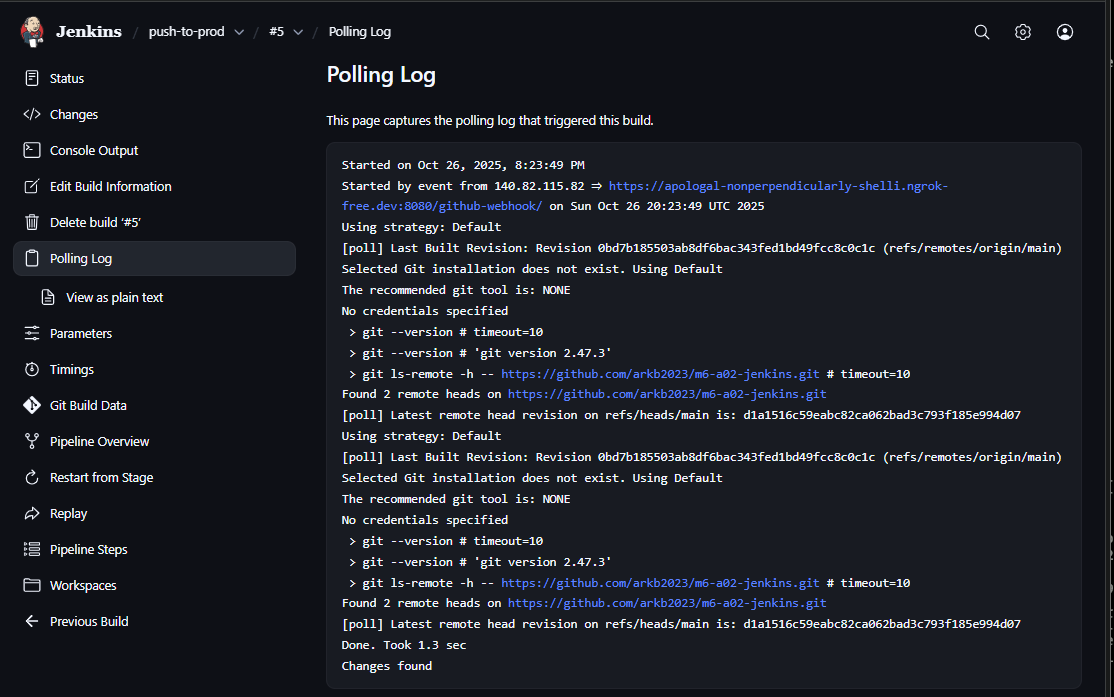 Jenkins / push-to-prod / #5 / Polling Log
Status
Changes
Console Output
Edit Build Information
Delete build ‘#5’
Polling Log
View as plain text
Parameters
Timings
Git Build Data
Pipeline Overview
Restart from Stage
Replay
Pipeline Steps
Workspaces
Previous Build
Polling Log
This page captures the polling log that triggered this build.
Started on Oct 26, 2025, 8:23:49 PM
Started by event from 140.82.115.82 ⇒ https://apologal-nonperpendicularly-shelli.ngrok-
free.dev:8080/github-webhook/ on Sun Oct 26 20:23:49 UTC 2025
Using strategy: Default
[poll] Last Built Revision: Revision 0bd7b185503ab8df6bac343fed1bd49fcc8c0c1c (refs/remotes/origin/main)
Selected Git installation does not exist. Using Default
The recommended git tool is: NONE
No credentials specified
> git --version # timeout=10
> git --version # 'git version 2.47.3'
> git ls-remote -h -- https://github.com/arkb2023/m6-a02-jenkins.git # timeout=10
Found 2 remote heads on https://github.com/arkb2023/m6-a02-jenkins.git
[poll] Latest remote head revision on refs/heads/main is: d1a1516c59eabc82ca062bad3c793f185e994d07
Using strategy: Default
[poll] Last Built Revision: Revision 0bd7b185503ab8df6bac343fed1bd49fcc8c0c1c (refs/remotes/origin/main)
Selected Git installation does not exist. Using Default
The recommended git tool is: NONE
No credentials specified
> git --version # timeout=10
> git --version # 'git version 2.47.3'
> git ls-remote -h -- https://github.com/arkb2023/m6-a02-jenkins.git # timeout=10
Found 2 remote heads on https://github.com/arkb2023/m6-a02-jenkins.git
[poll] Latest remote head revision on refs/heads/main is: d1a1516c59eabc82ca062bad3c793f185e994d07
Done. Took 1.3 sec
Changes found